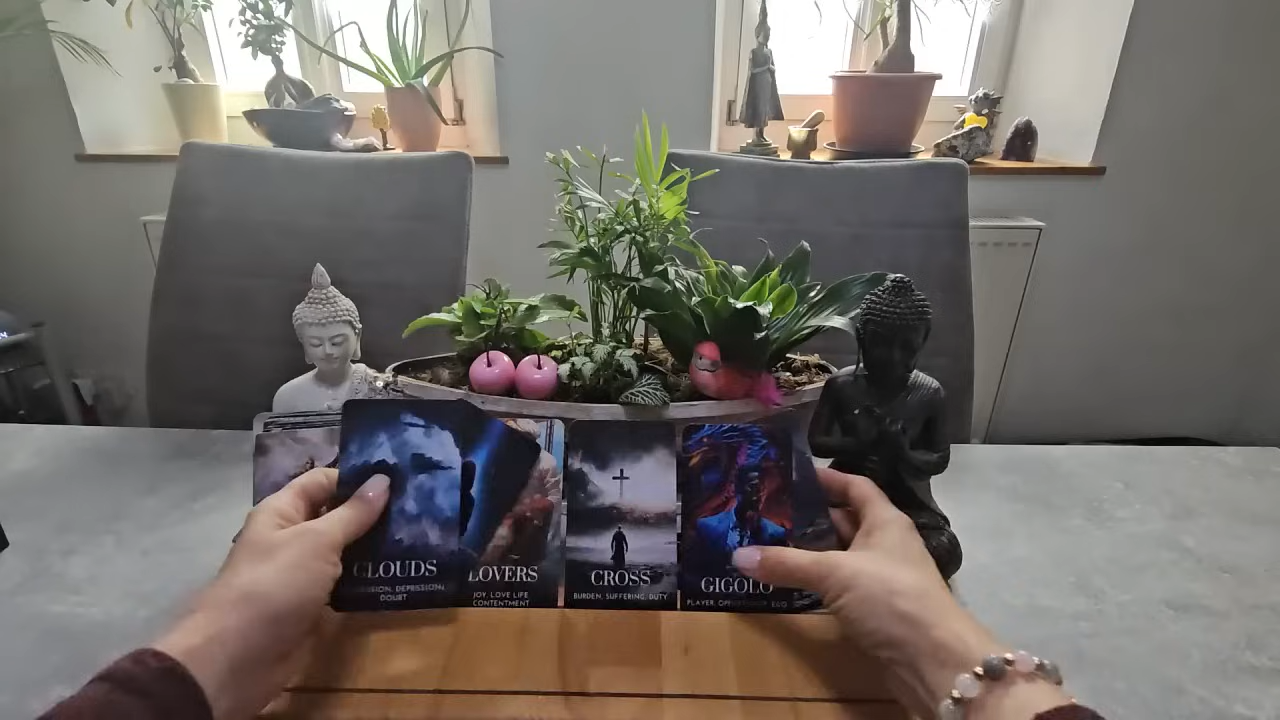 CLOUDS
DEPRESSION,
DOUBT
LOVERS
JOY, LOVE LIFE
CONTENTMENT
CROSS
BURDEN, SUFFERING, DUTY
GIGOLO
PLAYER, EGO